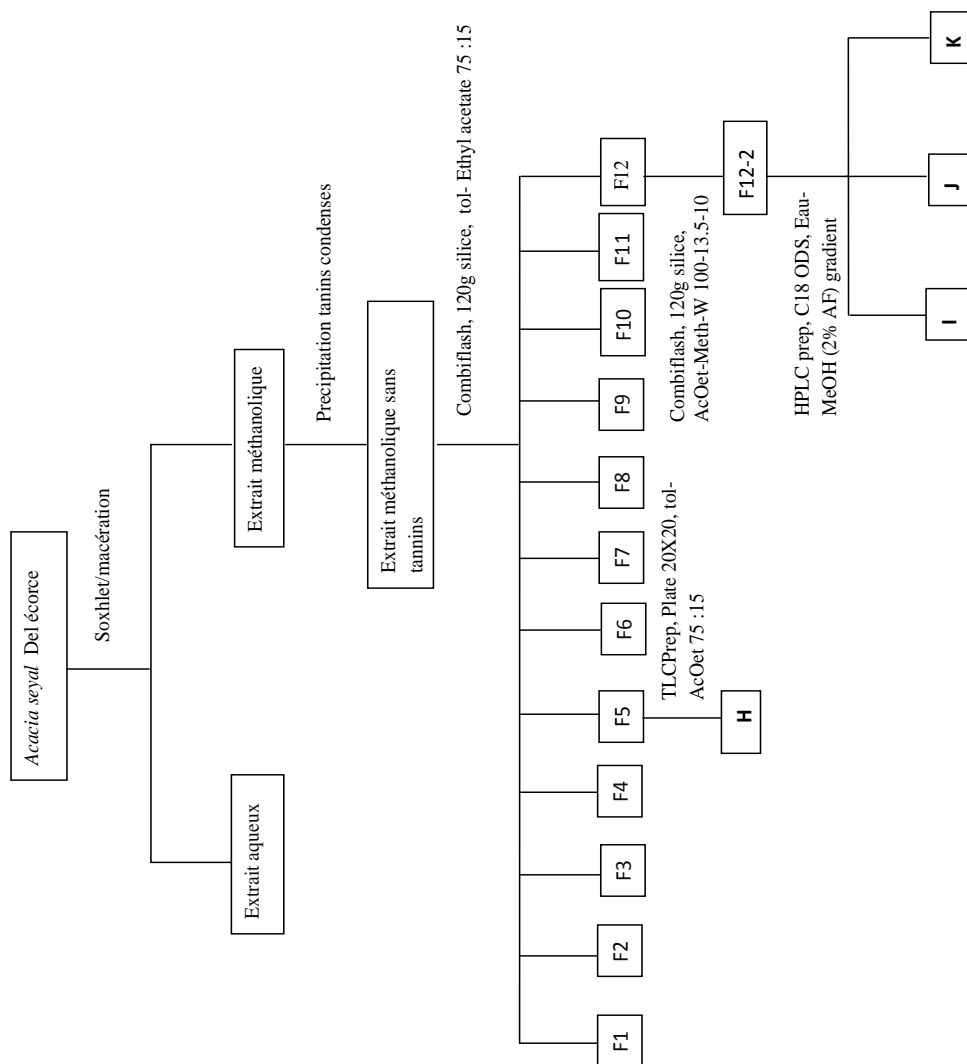 Acacia seyal Del écorce
Soxhlet/macération
Extrait aqueux
Extrait méthanolique
Precipitation tanins condenses
Extrait méthanolique sans
tannins
Combiflash, 120g silice, tol- Ethyl acetate 75 :15
F1
F2
F3
F4
F5
F6
F7
F8
F9
F10
F11
F12
TLCPrep, Plate 20X20, tol-
AcOet 75 :15
H
Combiflash, 120g silice,
AcOet-Meth-W 100-13.5-10
F12-2
HPLC prep, C18 ODS, Eau-
MeOH (2% AF) gradient
I
J
K